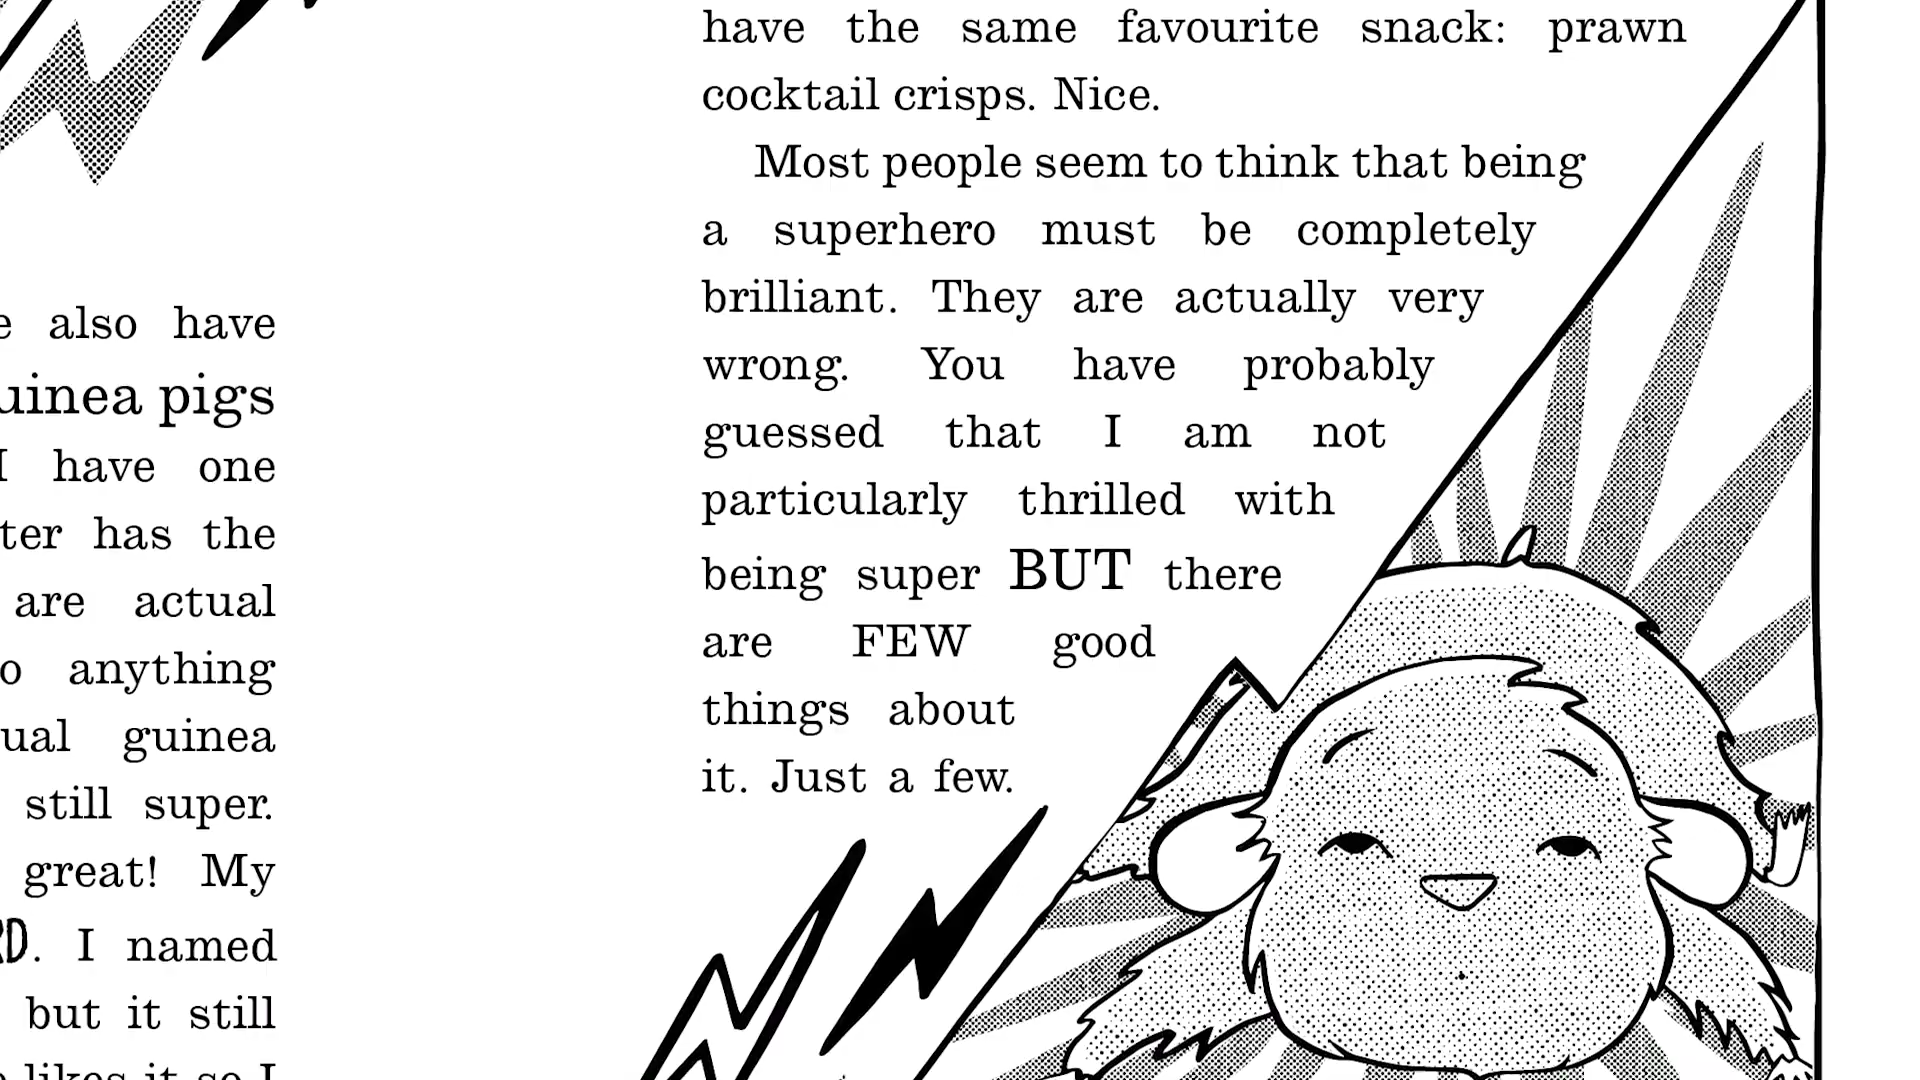 also have
pigs
have one
has the
are actual
anything
guinea
still super.
great! My
. I named
but it still
likes it so I
have the same favourite snack: prawn
cocktail crisps. Nice.
Most people seem to think that being
a superhero must be completely
brilliant. They are actually very
wrong. You have probably
guessed that I am not
particularly thrilled with
being super BUT there
are FEW good
things about
it. Just a few.